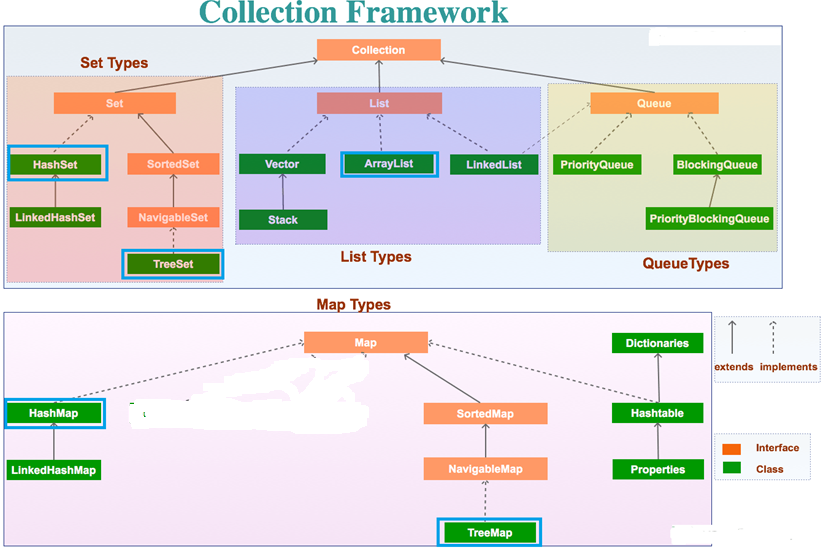 Collection Framework
Collection
Set Types
Set
List
Queue
HashSet
SortedSet
Vector
ArrayList
LinkedList
PriorityQueue
BlockingQueue
LinkedHashSet
NavigableSet
Stack
PriorityBlockingQueue
TreeSet
List Types
QueueTypes
Map Types
Map
Dictionaries
extends
implements
HashMap
SortedMap
Hashtable
Interface
LinkedHashMap
NavigableMap
Properties
Class
TreeMap